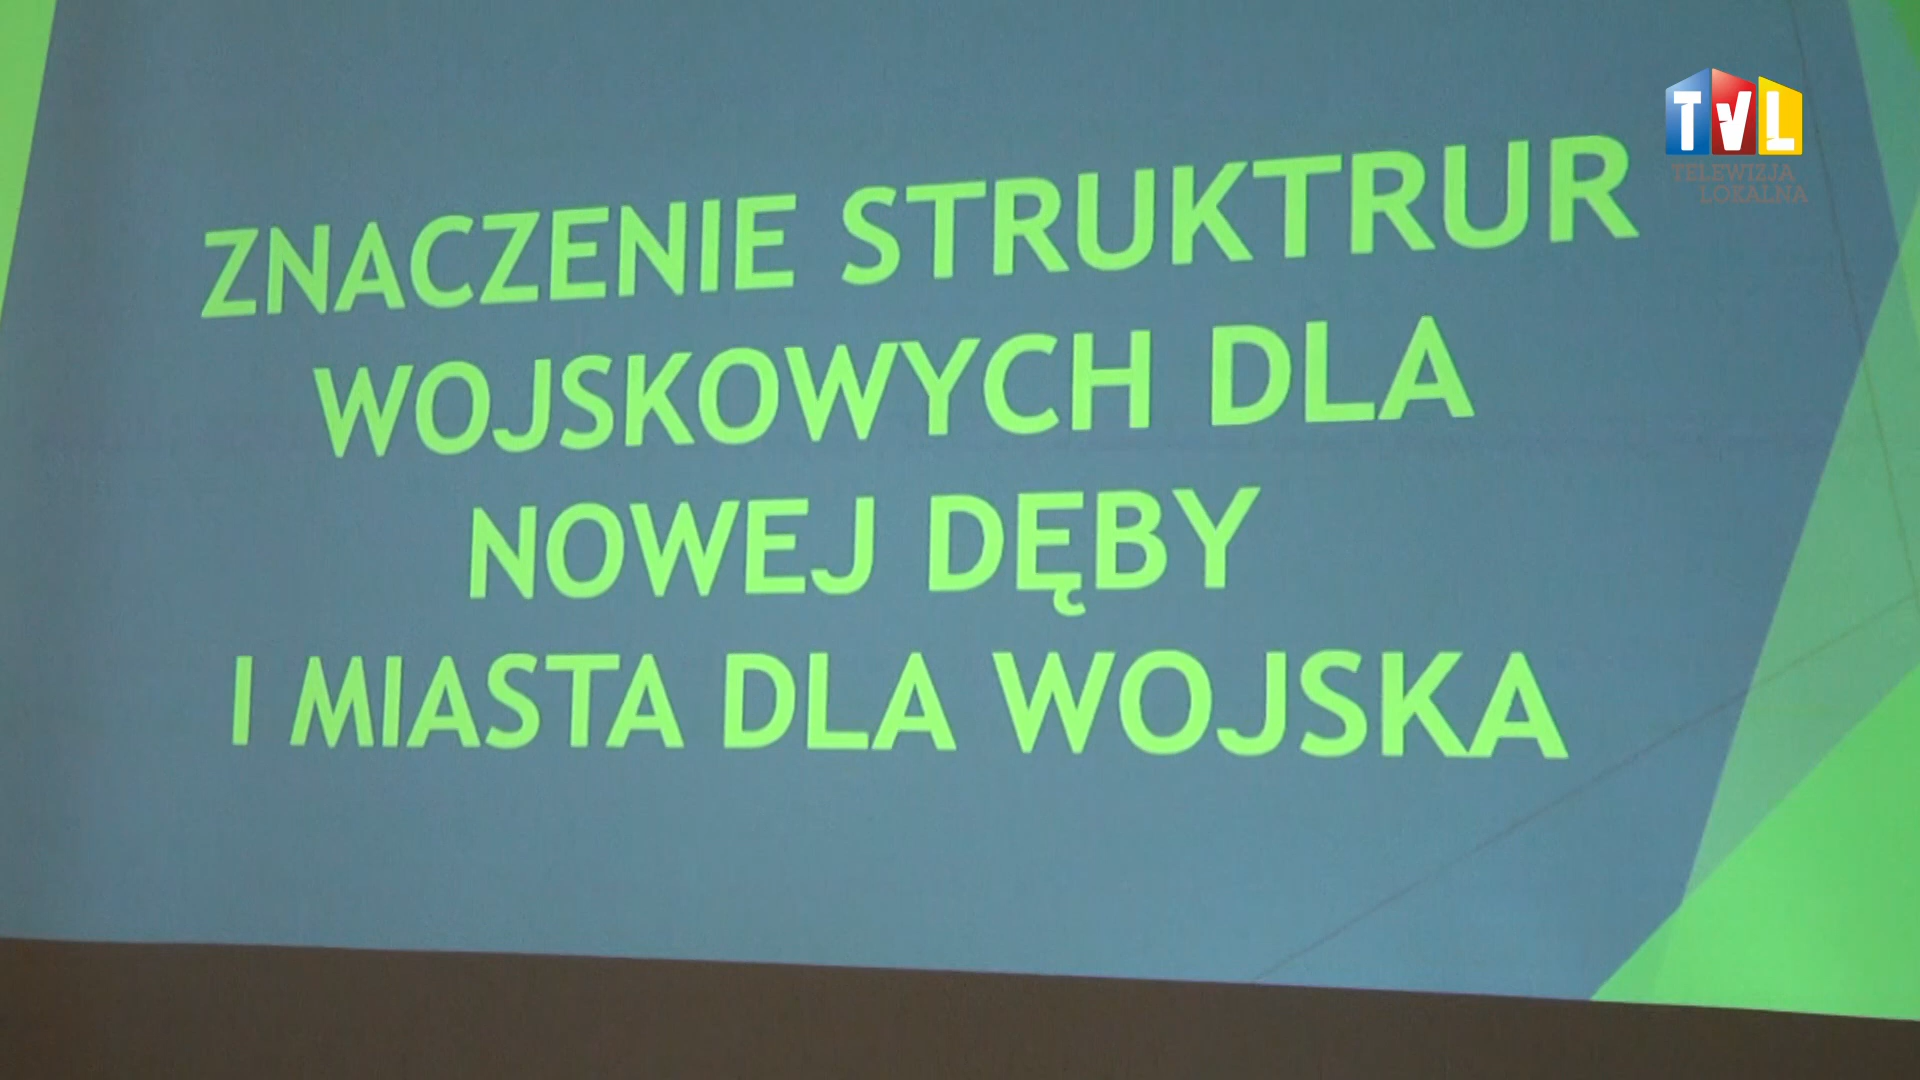 TVL
TELEWIZJA
LOKALNA
ZNACZENIE STRUKTRUR
WOJSKOWYCH DLA
NOWEJ DĘBY
I MIASTA DLA WOJSKA